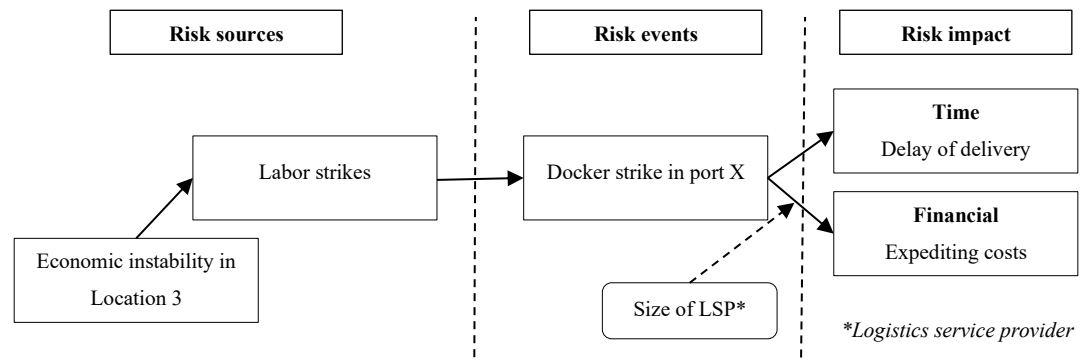 Risk sources
Risk events
Risk impact
Labor strikes
Economic instability in
Location 3
Docker strike in port X
Size of LSP*
Time
Delay of delivery
Financial
Expediting costs
*Logistics service provider